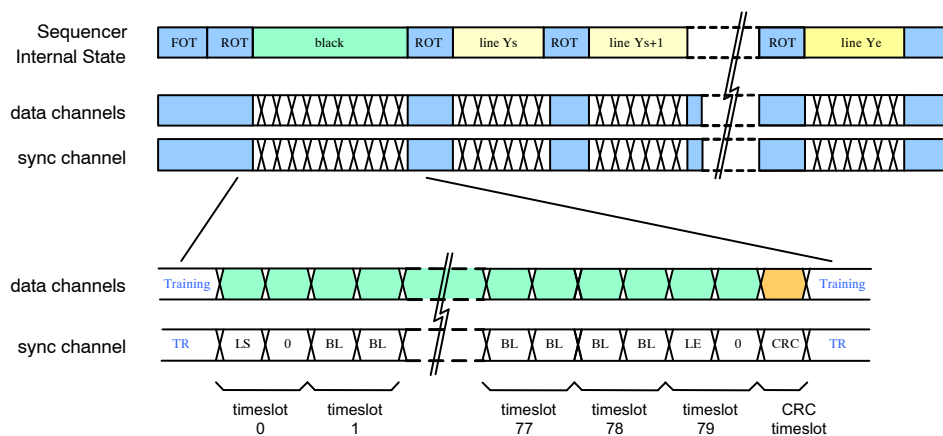 Sequencer
Internal State
FOT ROT black ROT line Ys ROT line Ys+1 ROT line Ye
data channels
sync channel
data channels Training Training
sync channel TR LS 0 BL BL BL BL BL BL LE 0 CRC TR
timeslot 0
timeslot 1
timeslot 77
timeslot 78
timeslot 79
CRC timeslot